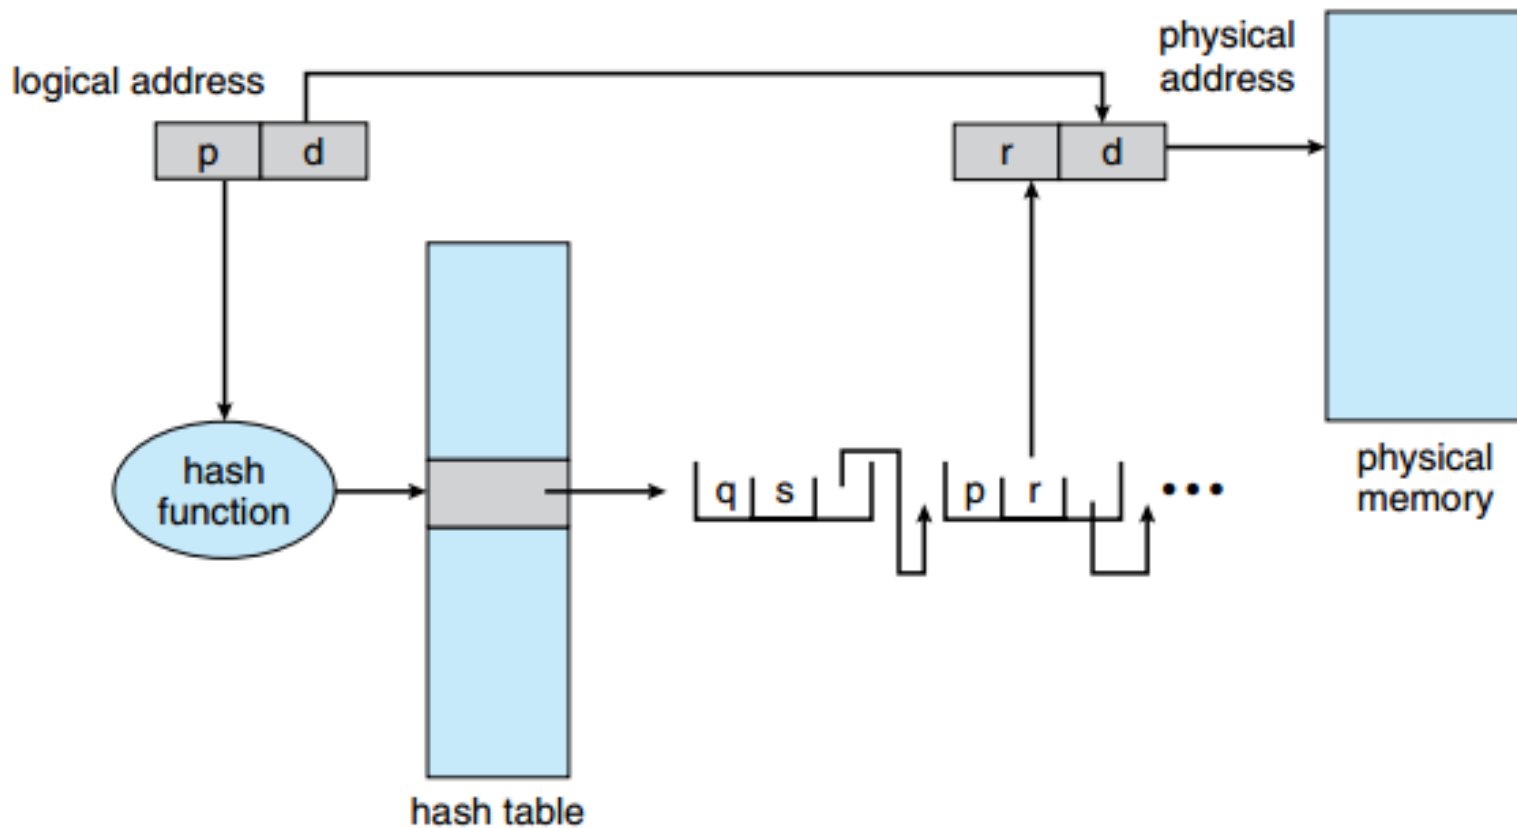 physical
address
logical address
p d
r d
hash
function
q s
p r
•••
physical
memory
hash table